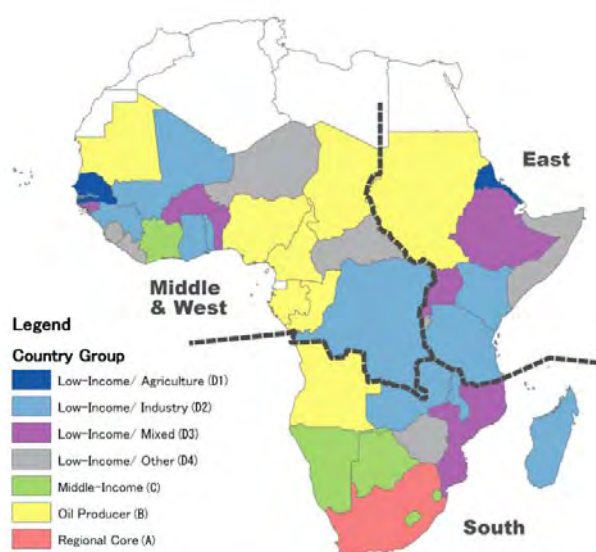 East
Middle
& West
Legend
Country Group
Low-Income/ Agriculture (D1)
Low-Income/ Industry (D2)
Low-Income/ Mixed (D3)
Low-Income/ Other (D4)
Middle-Income (C)
Oil Producer (B)
Regional Core (A)
South